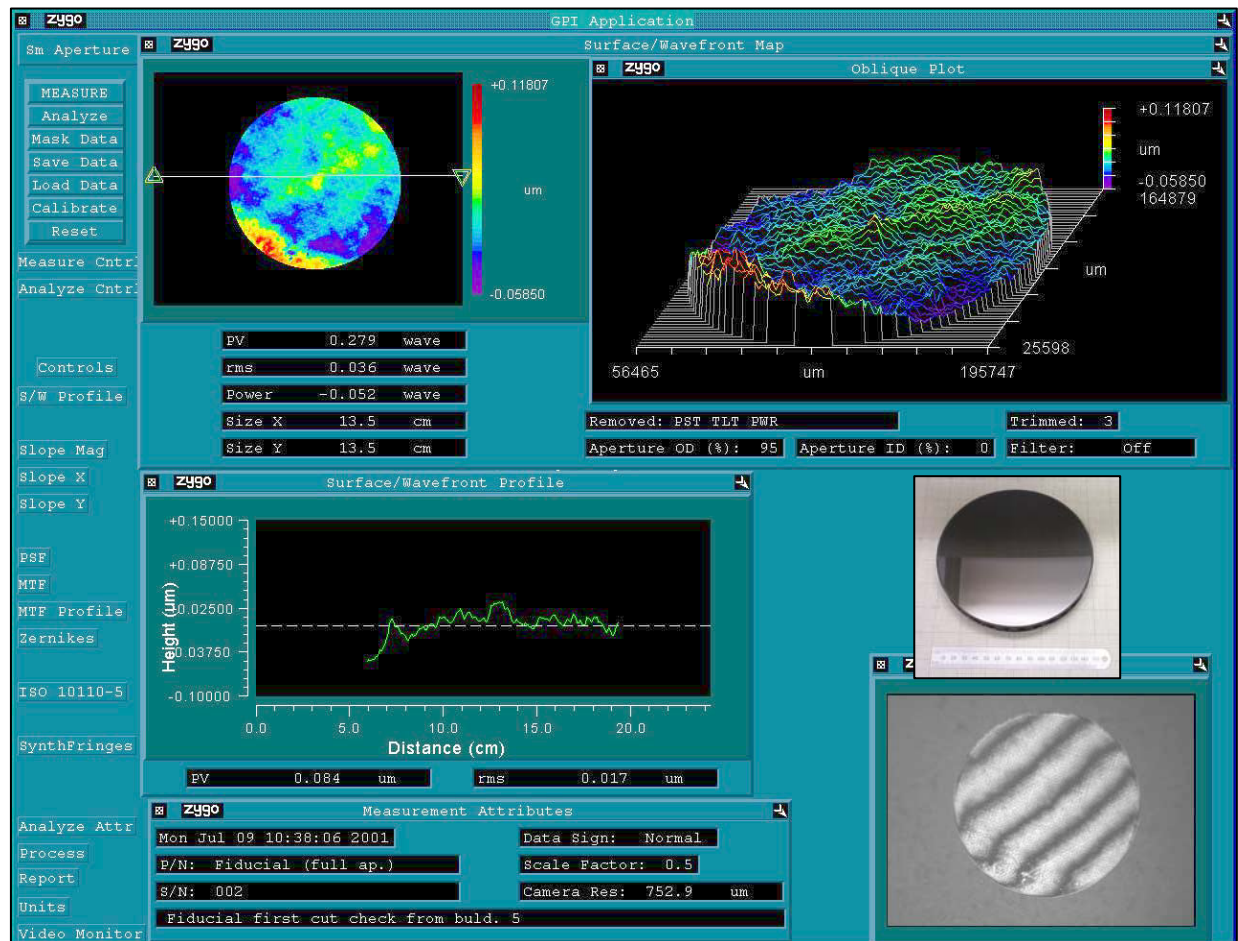 zygo GPI Application
Sm Aperture
MEASURE
Analyze
Mask Data
Save Data
Load Data
Calibrate
Reset
Measure Cntrl
Analyze Cntrl
Controls
S/W Profile
Slope Mag
Slope X
Slope Y
PSF
MTF
MTF Profile
Zernikes
ISO 10110-5
SynthFringes
Analyze Attr
Process
Report
Units
Video Monitor
zygo Surface/Wavefront Map
+0.11807
um
-0.05850
PV 0.279 wave
rms 0.036 wave
Power -0.052 wave
Size X 13.5 cm
Size Y 13.5 cm
zygo Oblique Plot
+0.11807
um
-0.05850
164879
um
25598
56465 um 195747
Removed: PST TLT PWR
Trimmed: 3
Aperture OD (%): 95
Aperture ID (%): 0
Filter: Off
zygo Surface/Wavefront Profile
+0.15000
+0.08750
+0.02500
-0.03750
-0.10000
Height (µm)
0.0 5.0 10.0 15.0 20.0
Distance (cm)
PV 0.084 um
rms 0.017 um
zygo Measurement Attributes
Mon Jul 09 10:38:06 2001
Data Sign: Normal
P/N: Fiducial (full ap.)
Scale Factor: 0.5
S/N: 002
Camera Res: 752.9 um
Fiducial first cut check from buld. 5